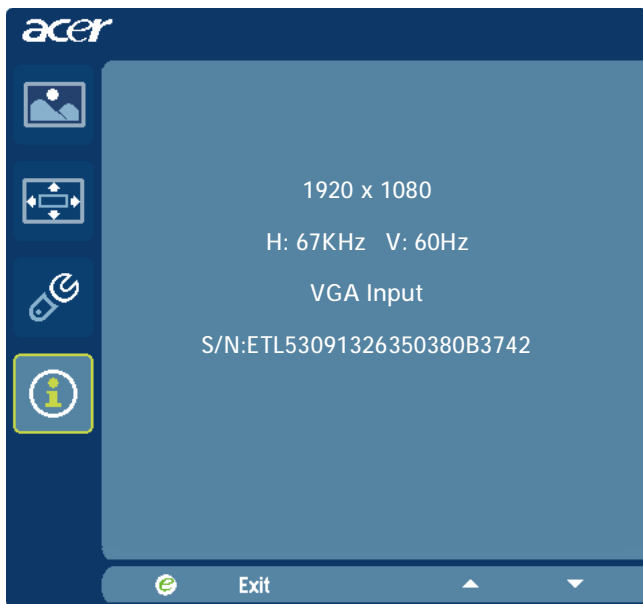 acer
1920 x 1080
H: 67KHz V: 60Hz
VGA Input
S/N:ETL53091326350380B3742
e Exit